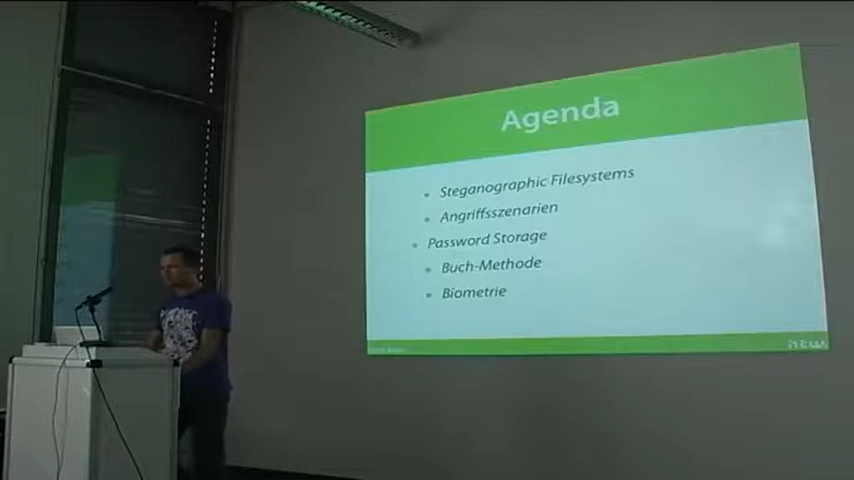 Agenda
Steganographic Filesystems
Angriffsszenarien
Password Storage
Buch-Methode
Biometrie